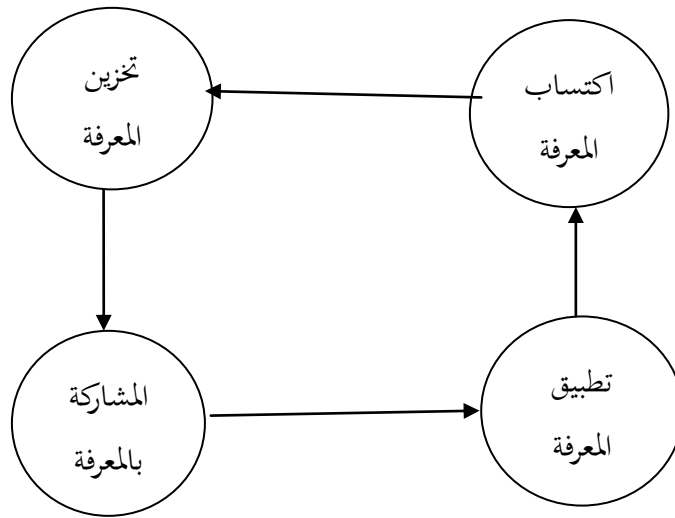 اكتساب
المعرفة
تخزين
المعرفة
المشاركة
بالمعرفة
تطبيق
المعرفة